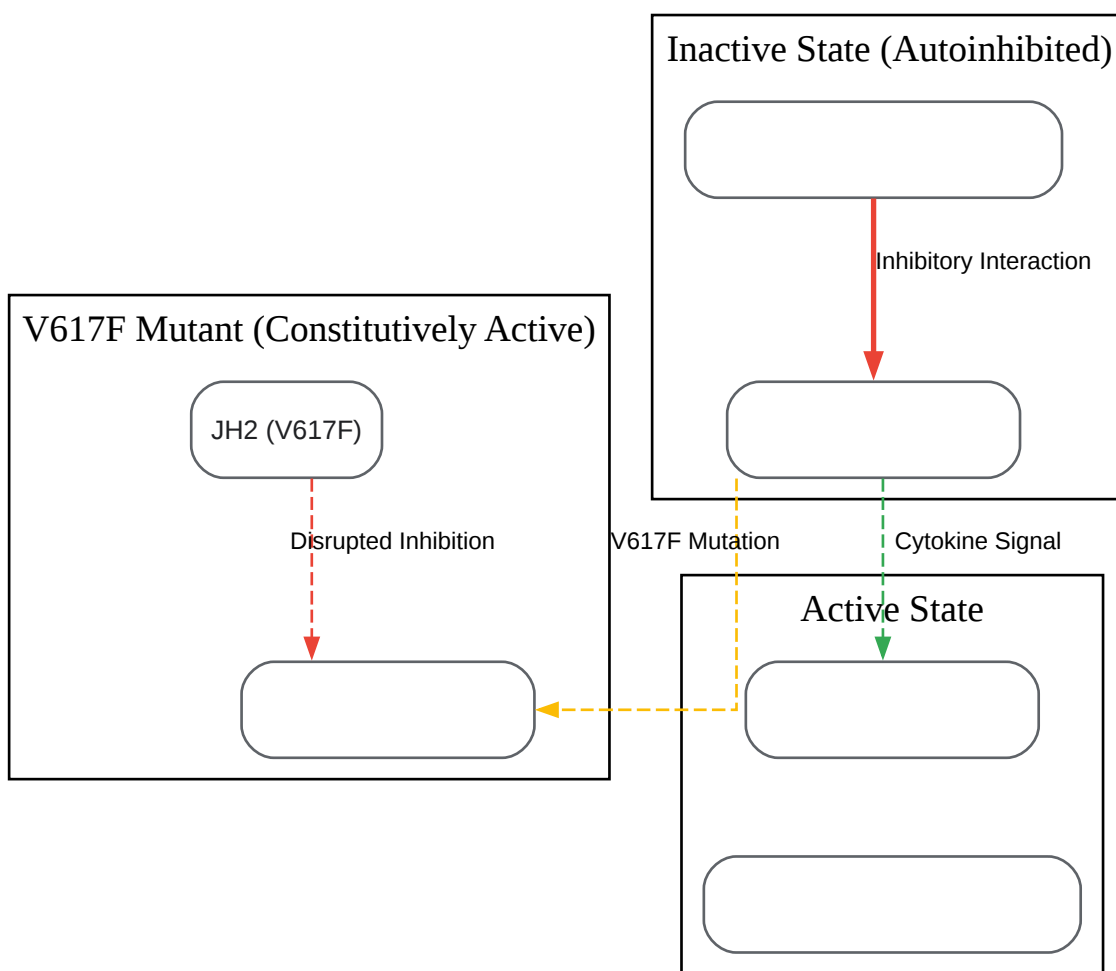 Inactive State (Autoinhibited)
Inhibitory Interaction
V617F Mutant (Constitutively Active)
JH2 (V617F)
Disrupted Inhibition
V617F Mutation
Cytokine Signal
Active State